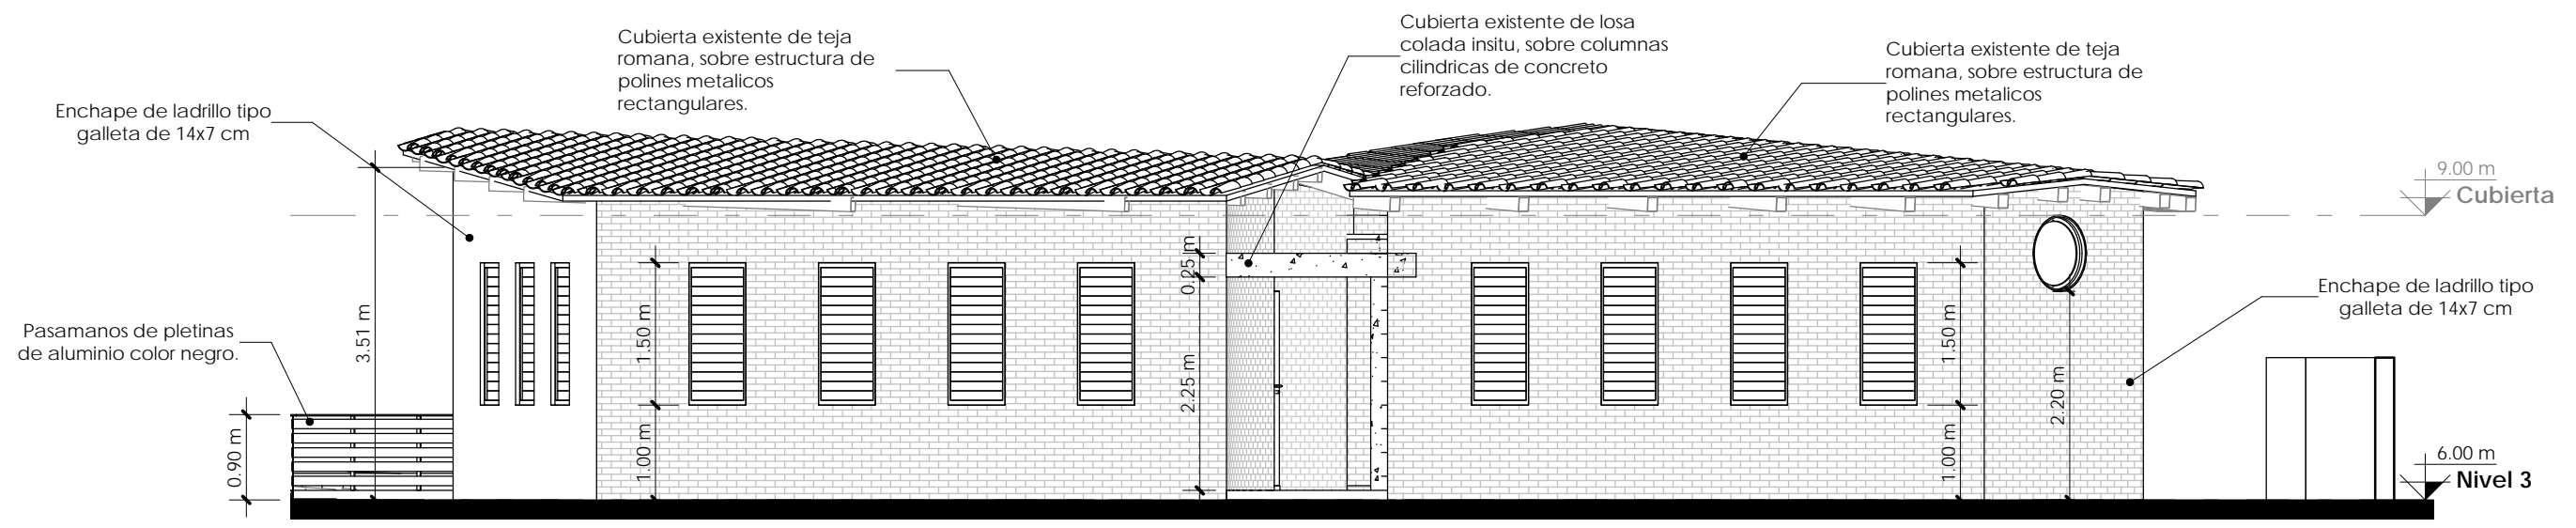 Cubierta existente de teja
romana, sobre estructura de
polines metalicos
rectangulares.
Cubierta existente de losa
colada insitu, sobre columnas
cilindricas de concreto
reforzado.
Cubierta existente de teja
romana, sobre estructura de
polines metalicos
rectangulares.
Enchape de ladrillo tipo
galleta de 14x7 cm
9.00 m
Cubierta
Pasamanos de pletinas
de aluminio color negro.
3.51 m
0.90 m
1.50 m
1.00 m
0.25 m
2.25 m
1.50 m
1.00 m
2.20 m
Enchape de ladrillo tipo
galleta de 14x7 cm
6.00 m
Nivel 3